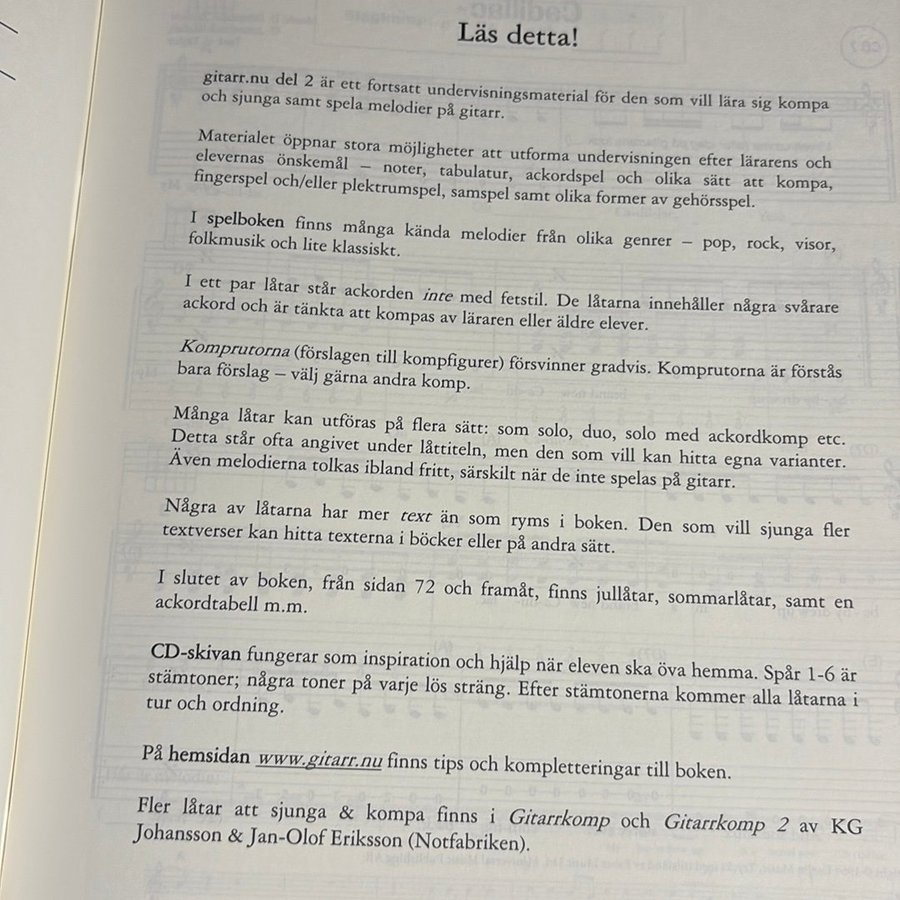 Läs detta!
gitarr.nu del 2 är ett fortsatt undervisningsmaterial för den som vill lära sig kompa
och sjunga samt spela melodier på gitarr.
Materialet öppnar stora möjligheter att utforma undervisningen efter lärarens och
elevernas önskemål – noter, tabulatur, ackordspel och olika sätt att kompa,
fingerspel och/eller plektrumspel, samspel samt olika former av gehörsspel.
I spelboken finns många kända melodier från olika genrer – pop, rock, visor,
folkmusik och lite klassiskt.
I ett par låtar står ackorden inte med fetstil. De låtarna innehåller några svårare
ackord och är tänkta att kompas av läraren eller äldre elever.
Komprutorna (förslagen till kompfigurer) försvinner gradvis. Komprutorna är förstås
bara förslag – välj gärna andra komp.
Många låtar kan utföras på flera sätt: som solo, duo, solo med ackordkomp etc.
Detta står ofta angivet under låttiteln, men den som vill kan hitta egna varianter.
Även melodierna tolkas ibland fritt, särskilt när de inte spelas på gitarr.
Några av låtarna har mer text än som ryms i boken. Den som vill sjunga fler
textverser kan hitta texterna i böcker eller på andra sätt.
I slutet av boken, från sidan 72 och framåt, finns jullåtar, sommarlåtar, samt en
ackordtabell m.m.
CD-skivan fungerar som inspiration och hjälp när eleven ska öva hemma. Spår 1-6 är
stämtoner; några toner på varje lös sträng. Efter stämtonerna kommer alla låtarna i
tur och ordning.
På hemsidan www.gitarr.nu finns tips och kompletteringar till boken.
Fler låtar att sjunga & kompa finns i Gitarrkomp och Gitarrkomp 2 av KG
Johansson & Jan-Olof Eriksson (Notfabriken).